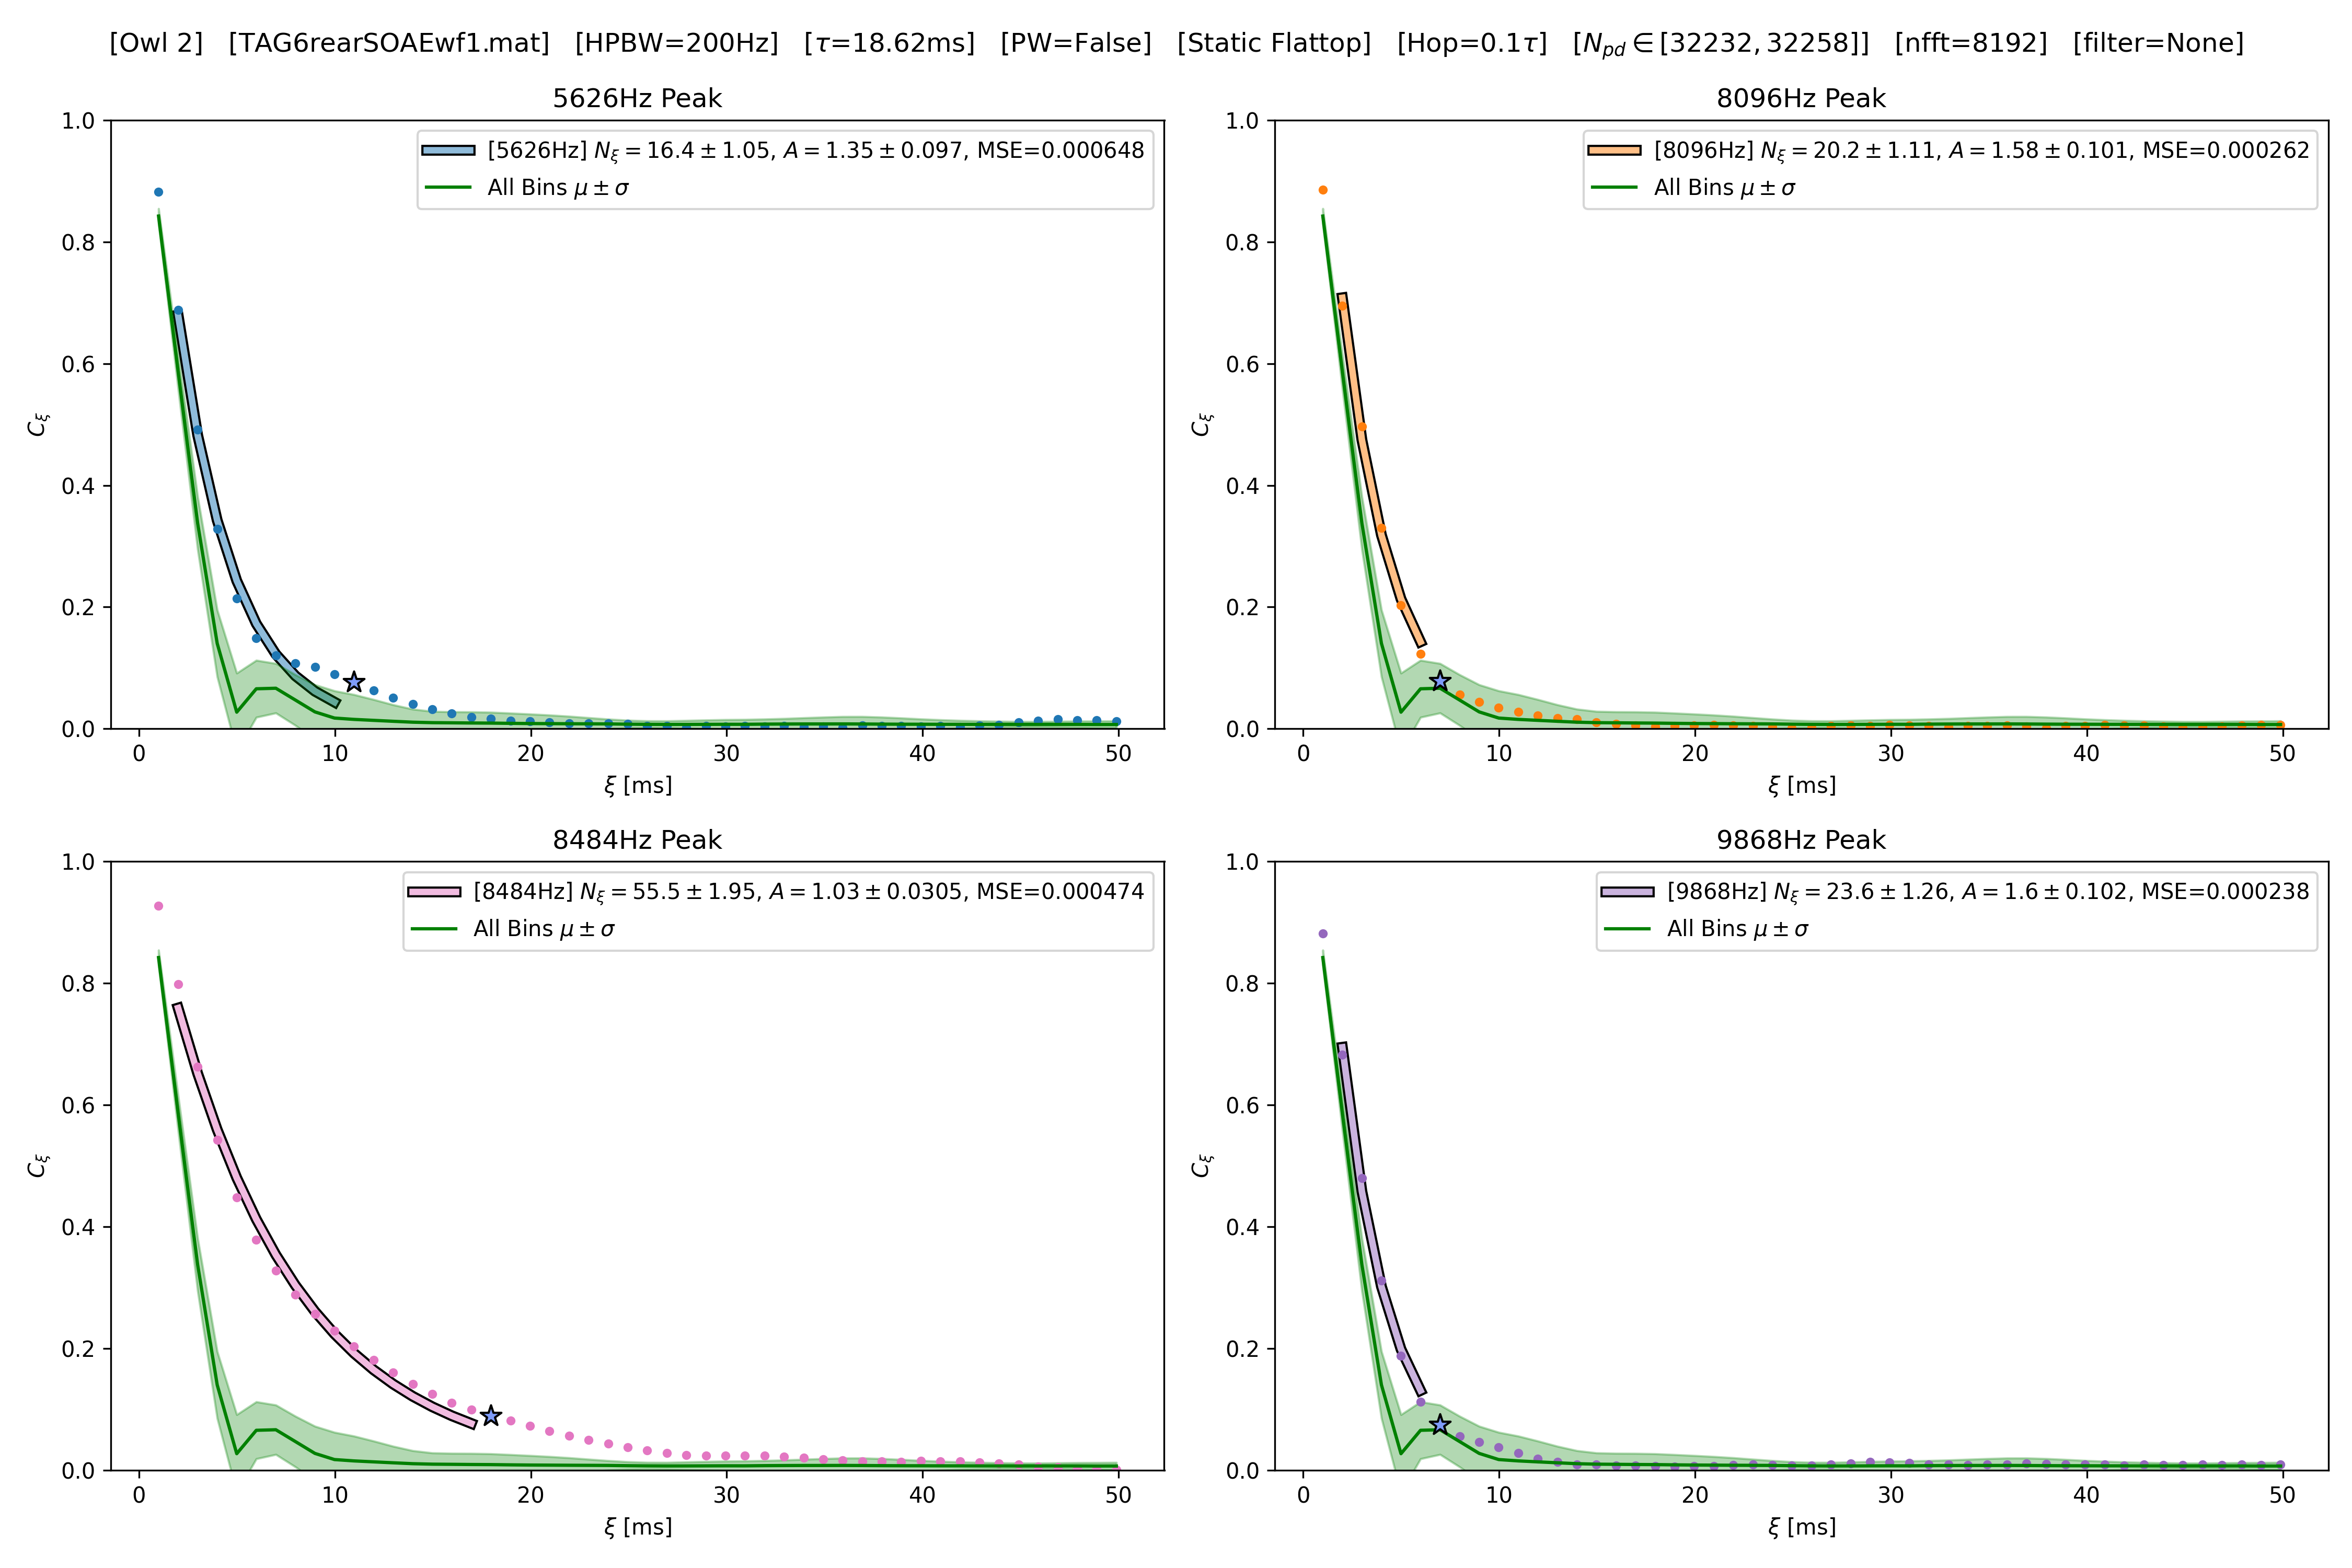 [Owl 2] [TAG6rearSOAEwf1.mat] [HPBW=200Hz] [τ=18.62ms] [PW=False] [Static Flattop] [Hop=0.1τ] [N_pd ∈ [32232, 32258]] [nfft=8192] [filter=None]
5626Hz Peak
[5626Hz] N_ξ = 16.4 ± 1.05, A = 1.35 ± 0.097, MSE=0.000648
All Bins μ ± σ
1.0
0.8
0.6
0.4
0.2
0.0
C_ξ
0 10 20 30 40 50
ξ [ms]
8096Hz Peak
[8096Hz] N_ξ = 20.2 ± 1.11, A = 1.58 ± 0.101, MSE=0.000262
All Bins μ ± σ
1.0
0.8
0.6
0.4
0.2
0.0
C_ξ
0 10 20 30 40 50
ξ [ms]
8484Hz Peak
[8484Hz] N_ξ = 55.5 ± 1.95, A = 1.03 ± 0.0305, MSE=0.000474
All Bins μ ± σ
1.0
0.8
0.6
0.4
0.2
0.0
C_ξ
0 10 20 30 40 50
ξ [ms]
9868Hz Peak
[9868Hz] N_ξ = 23.6 ± 1.26, A = 1.6 ± 0.102, MSE=0.000238
All Bins μ ± σ
1.0
0.8
0.6
0.4
0.2
0.0
C_ξ
0 10 20 30 40 50
ξ [ms]